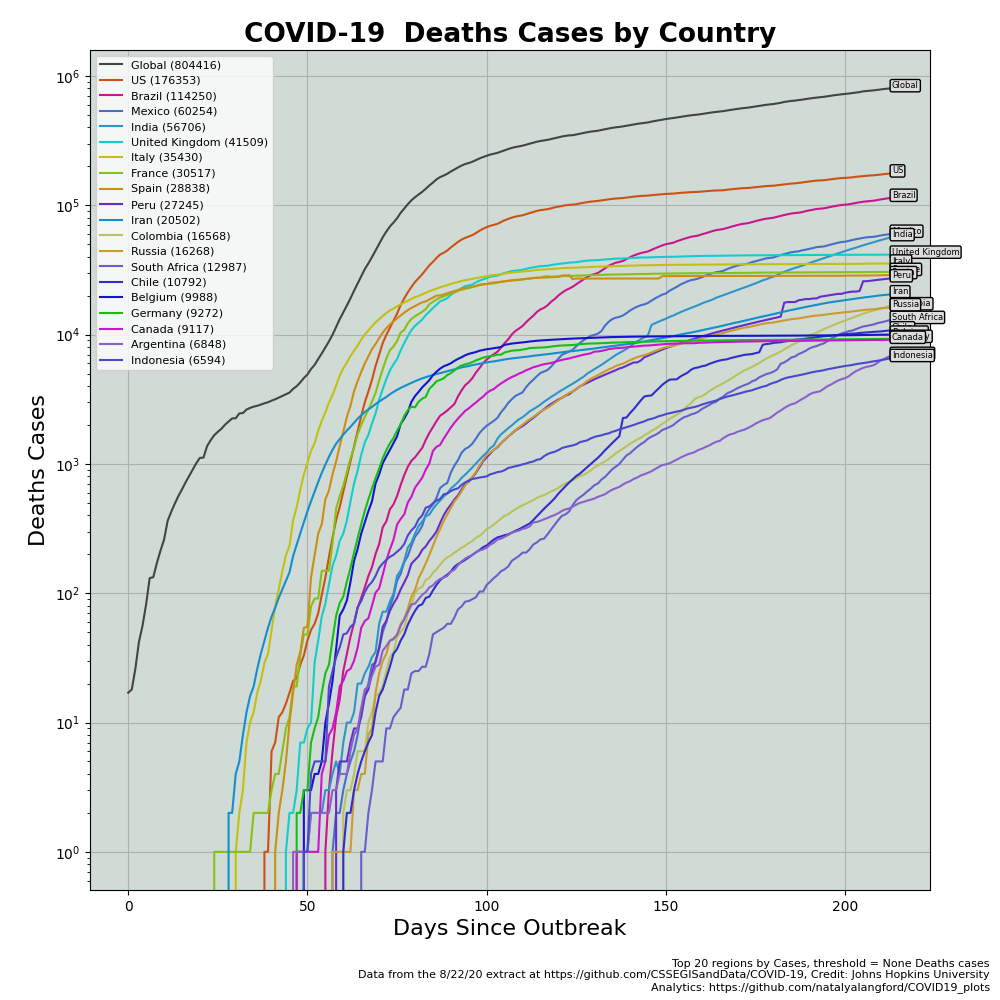 COVID-19  Deaths Cases by Country
Global (804416)
US (176353)
Brazil (114250)
Mexico (60254)
India (56706)
United Kingdom (41509)
Italy (35430)
France (30517)
Spain (28838)
Peru (27245)
Iran (20502)
Colombia (16568)
Russia (16268)
South Africa (12987)
Chile (10792)
Belgium (9988)
Germany (9272)
Canada (9117)
Argentina (6848)
Indonesia (6594)
Global
US
Brazil
India
United Kingdom
Italy
Peru
Iran
Russia
South Africa
Canada
Indonesia
10⁶
10⁵
10⁴
10³
10²
10¹
10⁰
Deaths Cases
0 50 100 150 200
Days Since Outbreak
Top 20 regions by Cases, threshold = None Deaths cases
Data from the 8/22/20 extract at https://github.com/CSSEGISandData/COVID-19, Credit: Johns Hopkins University
Analytics: https://github.com/natalyalangford/COVID19_plots